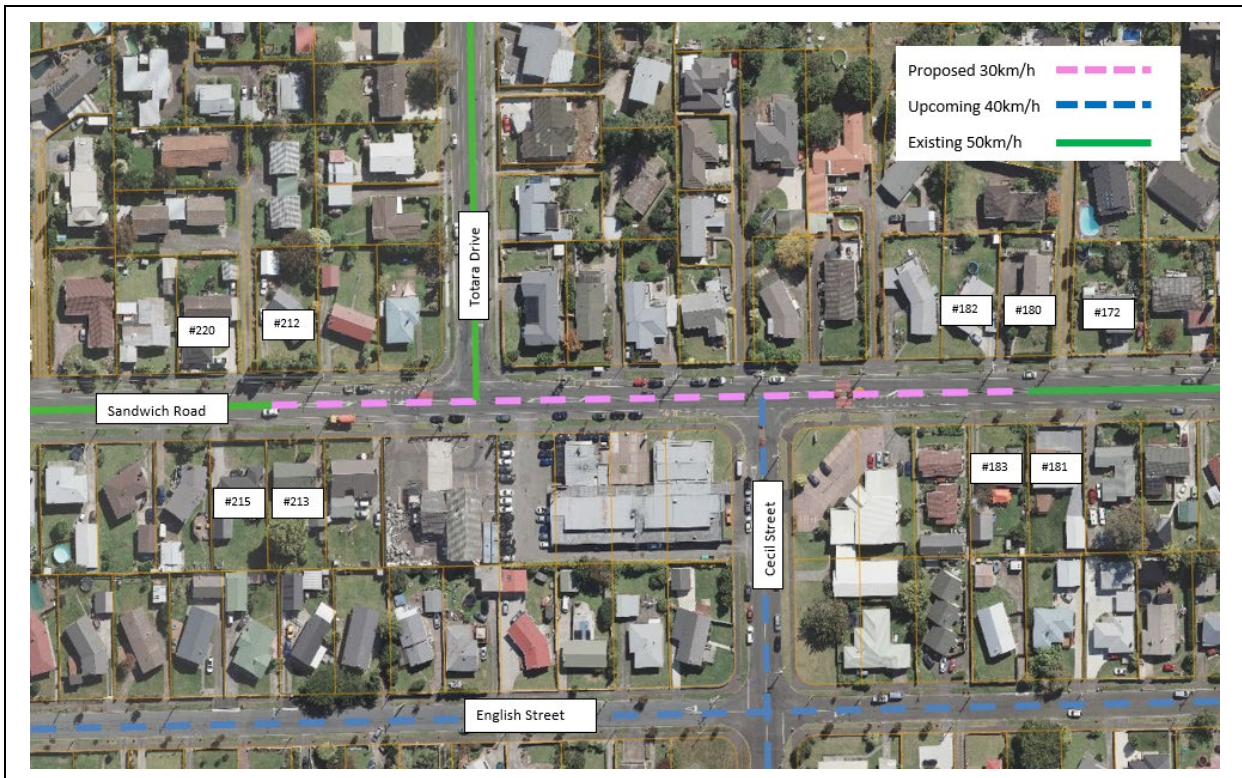 Proposed 30km/h
Upcoming 40km/h
Existing 50km/h
Totara Drive
#220
#212
#182
#180
#172
Sandwich Road
#215
#213
#183
#181
Cecil Street
English Street